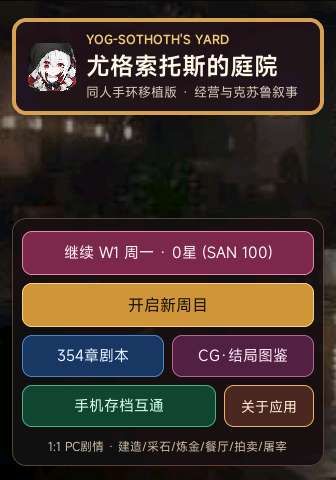 YOG-SOTHOTH'S YARD
尤格索托斯的庭院
同人手环移植版 · 经营与克苏鲁叙事
继续 W1 周一 · 0星 (SAN 100)
开启新周目
354章剧本
CG·结局图鉴
手机存档互通
关于应用
1:1 PC剧情 · 建造/采石/炼金/餐厅/拍卖/屠宰